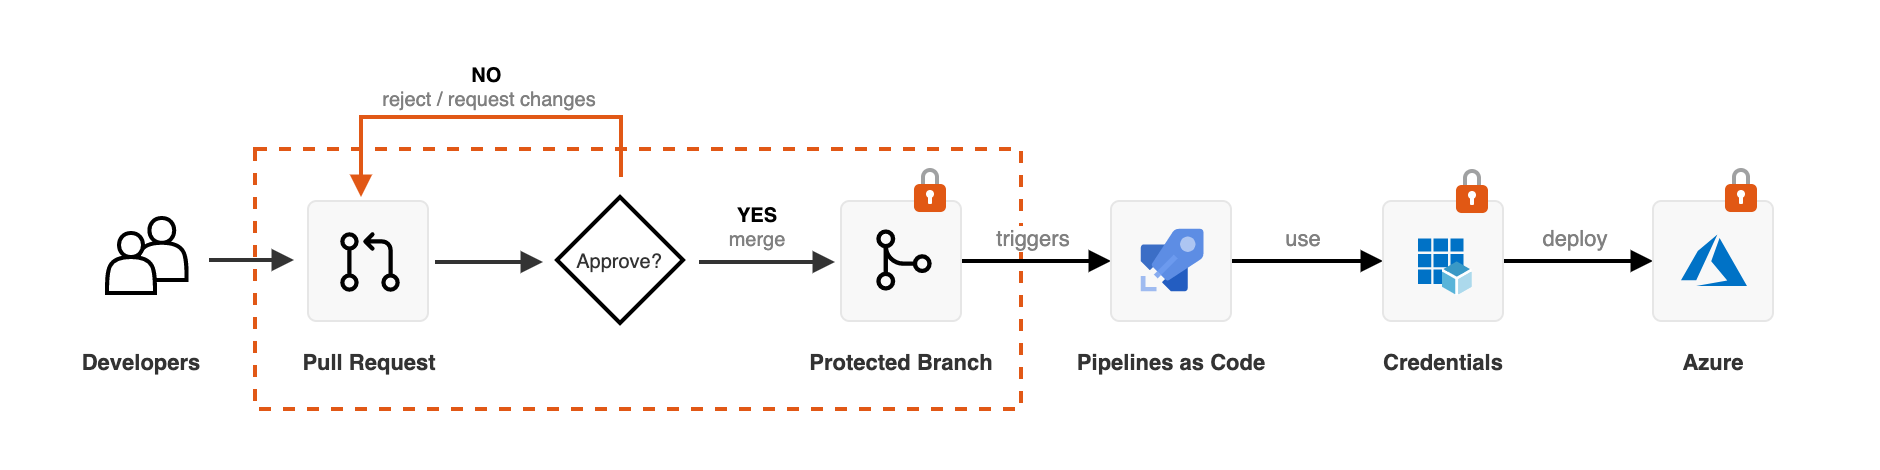 NO
reject / request changes
YES
merge
Approve?
triggers
use
deploy
Developers
Pull Request
Protected Branch
Pipelines as Code
Credentials
Azure